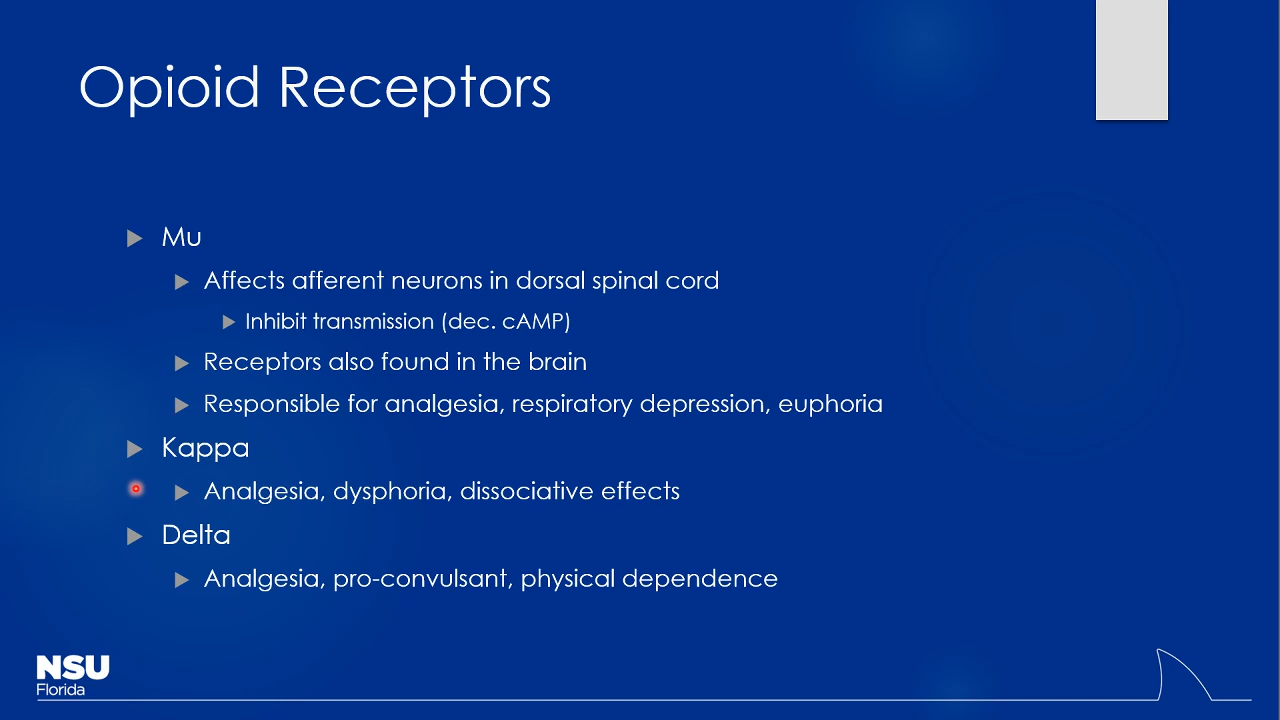 Opioid Receptors
Mu
Affects afferent neurons in dorsal spinal cord
Inhibit transmission (dec. cAMP)
Receptors also found in the brain
Responsible for analgesia, respiratory depression, euphoria
Kappa
Analgesia, dysphoria, dissociative effects
Delta
Analgesia, pro-convulsant, physical dependence
NSU
Florida